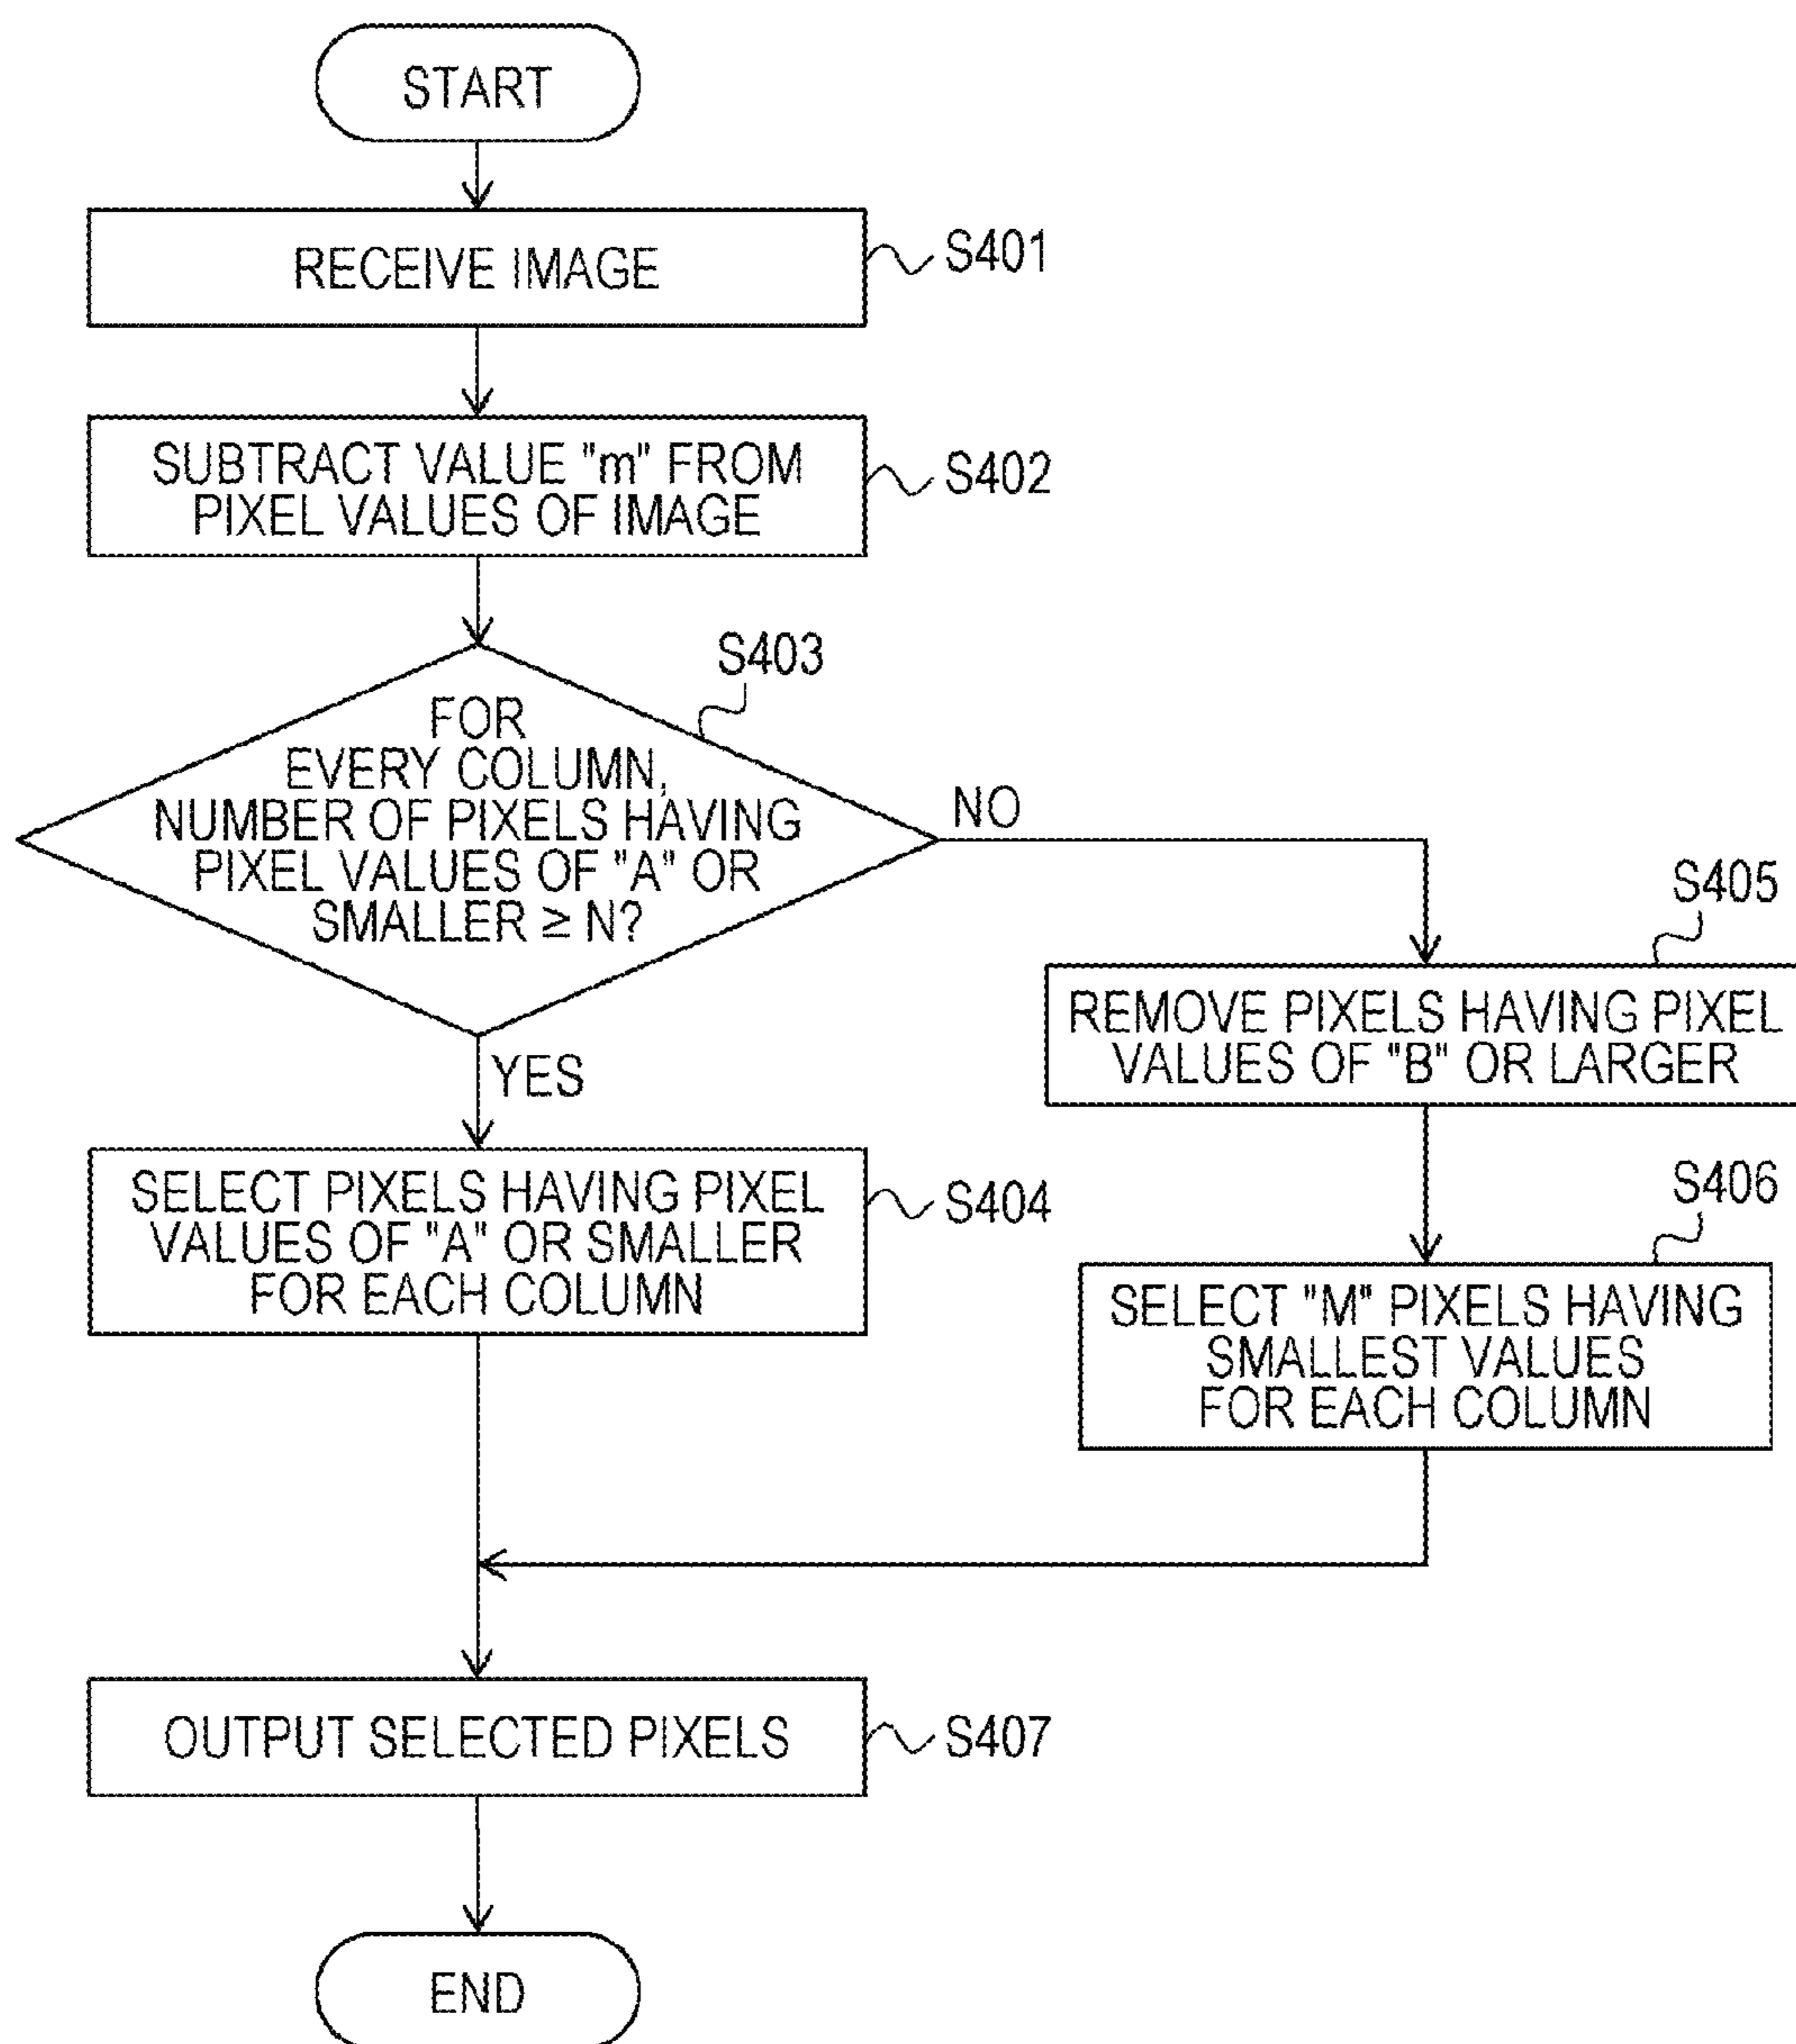 START
RECEIVE IMAGE
S401
SUBTRACT VALUE "m" FROM
PIXEL VALUES OF IMAGE
S402
S403
FOR
EVERY COLUMN,
NUMBER OF PIXELS HAVING
PIXEL VALUES OF "A" OR
SMALLER ≥ N?
NO
YES
S405
REMOVE PIXELS HAVING PIXEL
VALUES OF "B" OR LARGER
SELECT PIXELS HAVING PIXEL
VALUES OF "A" OR SMALLER
FOR EACH COLUMN
S404
S406
SELECT "M" PIXELS HAVING
SMALLEST VALUES
FOR EACH COLUMN
OUTPUT SELECTED PIXELS
S407
END